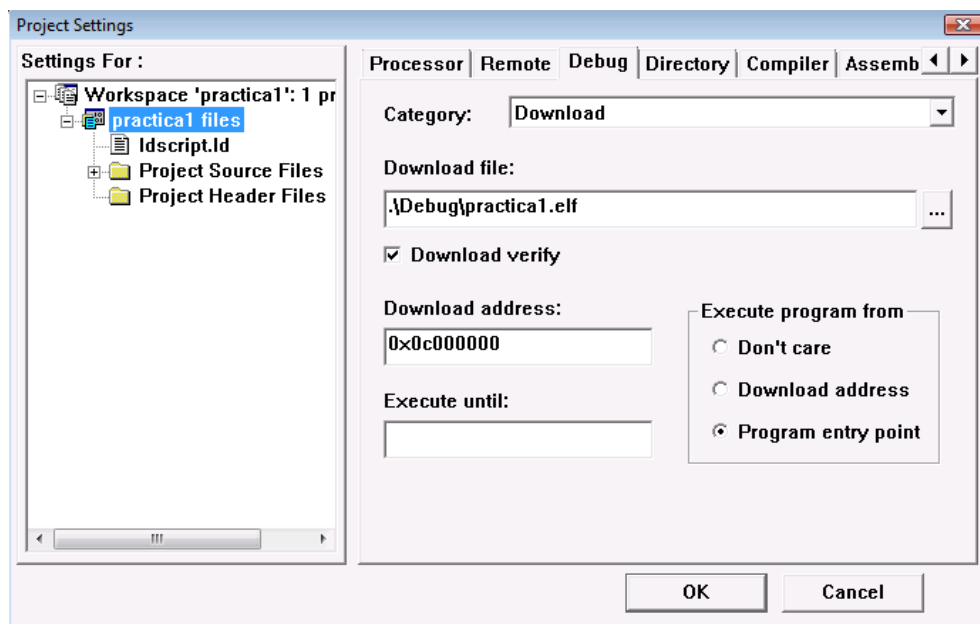 Project Settings
Settings For :
Workspace 'practica1': 1 pr
practica1 files
ldscript.ld
Project Source Files
Project Header Files
Processor Remote Debug Directory Compiler Assemb
Category: Download
Download file:
.\Debug\practica1.elf
...
Download verify
Download address:
0x0c000000
Execute until:
Execute program from
Don't care
Download address
Program entry point
OK Cancel